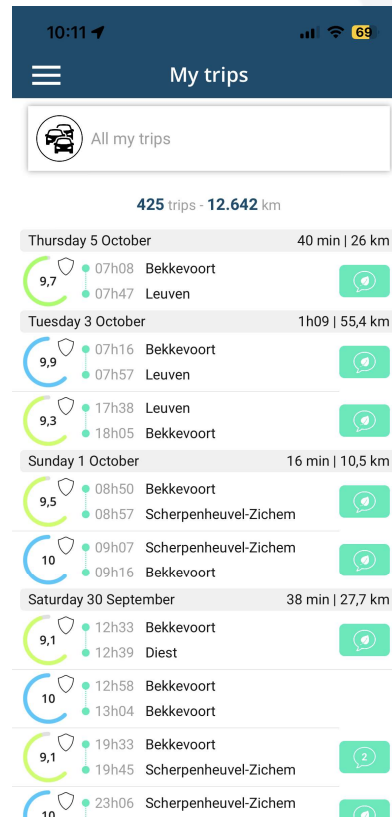 10:11 69
My trips
All my trips
425 trips - 12.642 km
Thursday 5 October 40 min | 26 km
9,7 07h08 Bekkevoort
07h47 Leuven
Tuesday 3 October 1h09 | 55,4 km
9,9 07h16 Bekkevoort
07h57 Leuven
9,3 17h38 Leuven
18h05 Bekkevoort
Sunday 1 October 16 min | 10,5 km
9,5 08h50 Bekkevoort
08h57 Scherpenheuvel-Zichem
10 09h07 Scherpenheuvel-Zichem
09h16 Bekkevoort
Saturday 30 September 38 min | 27,7 km
9,1 12h33 Bekkevoort
12h39 Diest
10 12h58 Bekkevoort
13h04 Bekkevoort
9,1 19h33 Bekkevoort 2
19h45 Scherpenheuvel-Zichem
10 23h06 Scherpenheuvel-Zichem